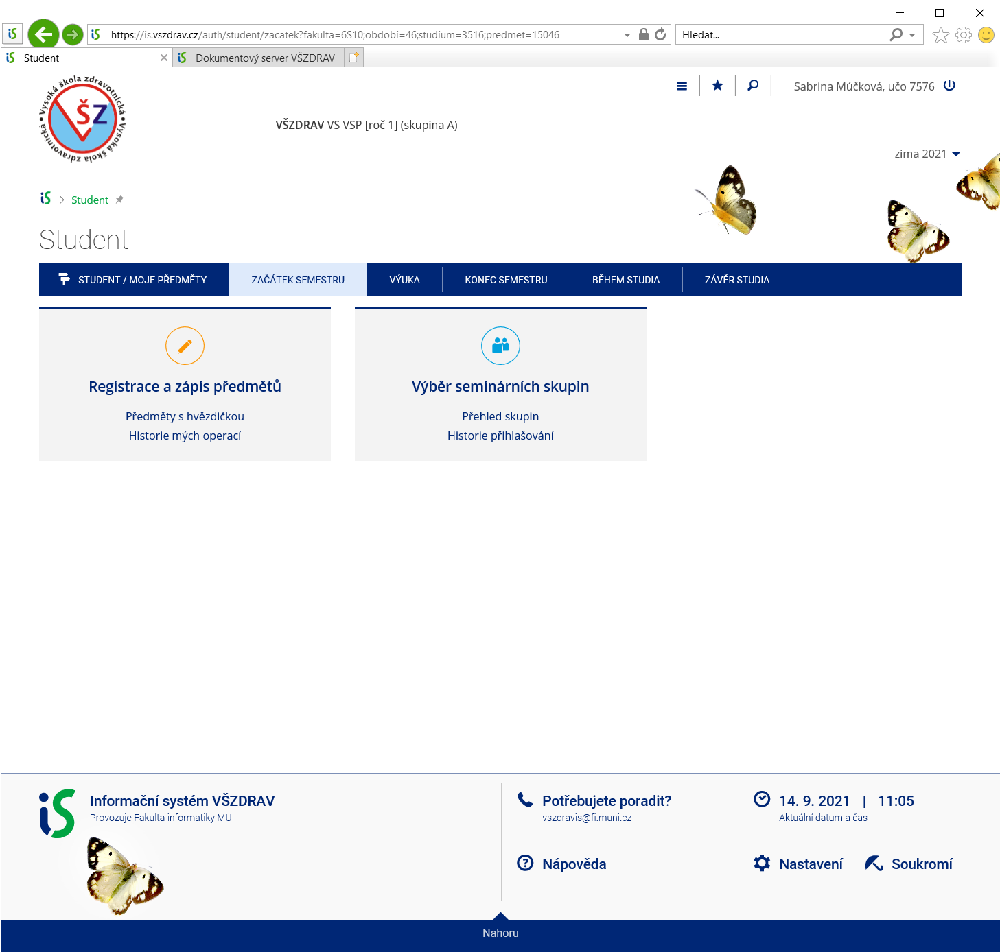 https://is.vszdrav.cz/auth/student/zacatek?fakulta=6S10;obdobi=46;studium=3516;predmet=15046
Hledat...
Student
Dokumentový server VŠZDRAV
Vysoká škola zdravotnická • Vysoká škola zdravotnická •
VŠZ
Sabrina Múčková, učo 7576
VŠZDRAV VS VSP [roč 1] (skupina A)
zima 2021
Student
Student
STUDENT / MOJE PŘEDMĚTY
ZAČÁTEK SEMESTRU
VÝUKA
KONEC SEMESTRU
BĚHEM STUDIA
ZÁVĚR STUDIA
Registrace a zápis předmětů
Předměty s hvězdičkou
Historie mých operací
Výběr seminárních skupin
Přehled skupin
Historie přihlašování
Informační systém VŠZDRAV
Provozuje Fakulta informatiky MU
Potřebujete poradit?
vszdravis@fi.muni.cz
14. 9. 2021 | 11:05
Aktuální datum a čas
Nápověda
Nastavení
Soukromí
Nahoru